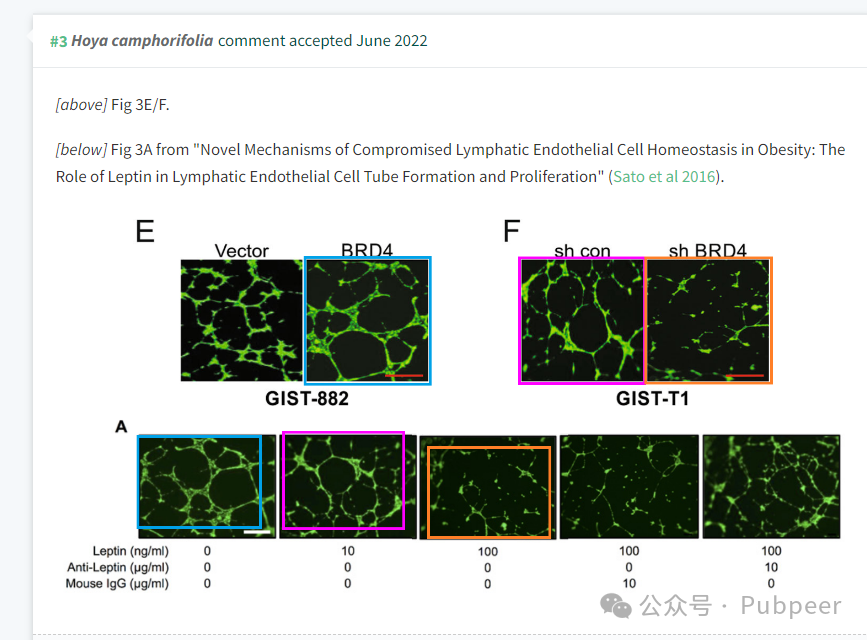 #3 Hoya camphorifolia comment accepted June 2022
[above] Fig 3E/F.
[below] Fig 3A from "Novel Mechanisms of Compromised Lymphatic Endothelial Cell Homeostasis in Obesity: The
Role of Leptin in Lymphatic Endothelial Cell Tube Formation and Proliferation" (Sato et al 2016).
E F
Vector BRD4 sh con sh BRD4
GIST-882 GIST-T1
A
Leptin (ng/ml) 0 10 100 100 100
Anti-Leptin (μg/ml) 0 0 0 0 10
Mouse IgG (μg/ml) 0 0 0 10 0
公众号 · Pubpeer